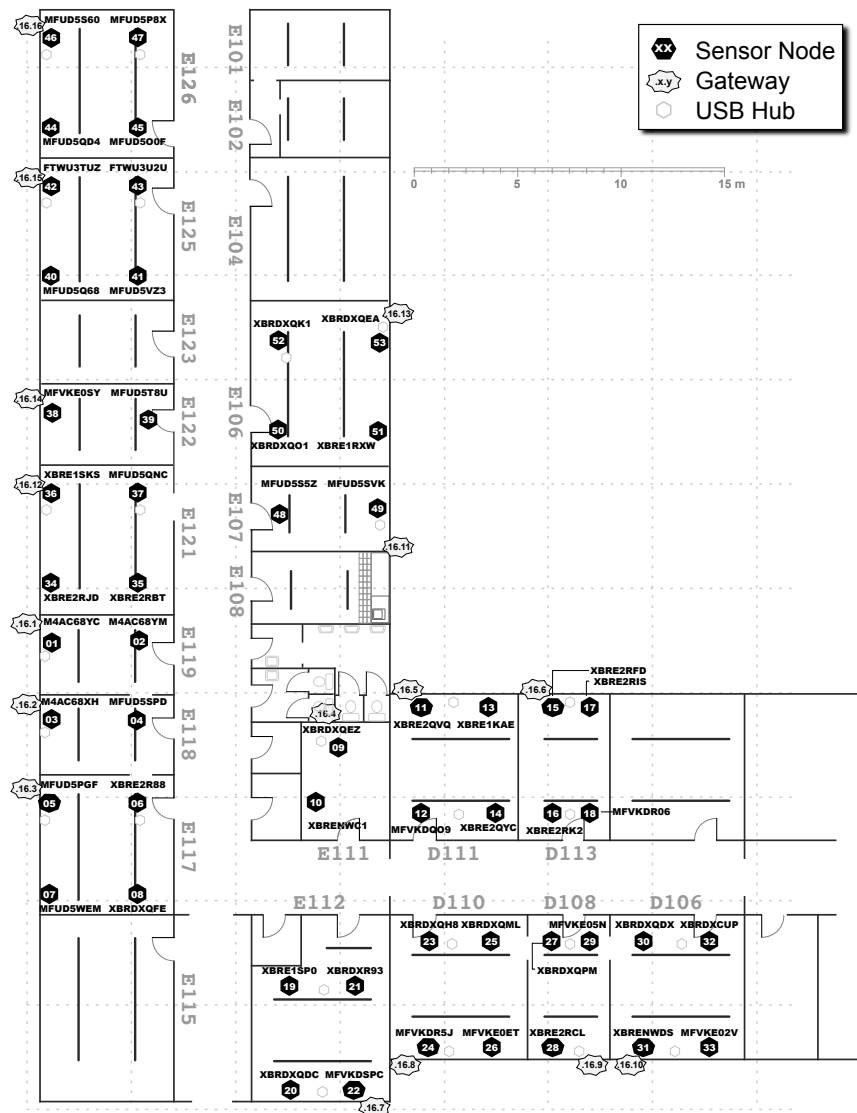 .16.16
MFUD5S60 MFUD5P8X
46 47
E126
44 45
MFUD5QD4 MFUD5O0F
E101
E102
XX Sensor Node
.x.y Gateway
USB Hub
FTWU3TUZ FTWU3U2U
.16.15
42 43
E125
40 41
MFUD5Q68 MFUD5VZ3
E104
0 5 10 15 m
E123
XBRDXQK1 XBRDXQEA
.16.13
52 53
E106
50 51
XBRDXQO1 XBRE1RXW
.16.14
MFVKE0SY MFUD5T8U
38 39
E122
XBRE1SKS MFUD5QNC
.16.12
36 37
E121
34 35
XBRE2RJD XBRE2RBT
MFUD5S5Z MFUD5SVK
48 49
E107
.16.11
E108
.16.1
M4AC68YC M4AC68YM
01 02
E119
.16.2
M4AC68XH MFUD5SPD
03 04
E118
.16.3
MFUD5PGF XBRE2R88
05 06
E117
07 08
MFUD5WEM XBRDXQFE
E115
.16.4
XBRDXQEZ
09
10
XBRENWC1
E111
.16.5
11 13
XBRE2QVQ XBRE1KAE
12 14
MFVKDQO9 XBRE2QYC
D111
XBRE2RFD
XBRE2RIS
.16.6
15 17
16 18
MFVKDR06
XBRE2RK2
D113
E112
XBRE1SP0 XBRDXR93
19 21
XBRDXQDC MFVKDSPC
20 22
.16.7
D110
XBRDXQH8 XBRDXQML
23 25
MFVKDR5J MFVKE0ET
24 26
.16.8
D108
MFVKE05N
27 29
XBRDXQPM
XBRE2RCL
28
.16.9
D106
XBRDXQDX XBRDXCUP
30 32
XBRENWDS MFVKE02V
31 33
.16.10